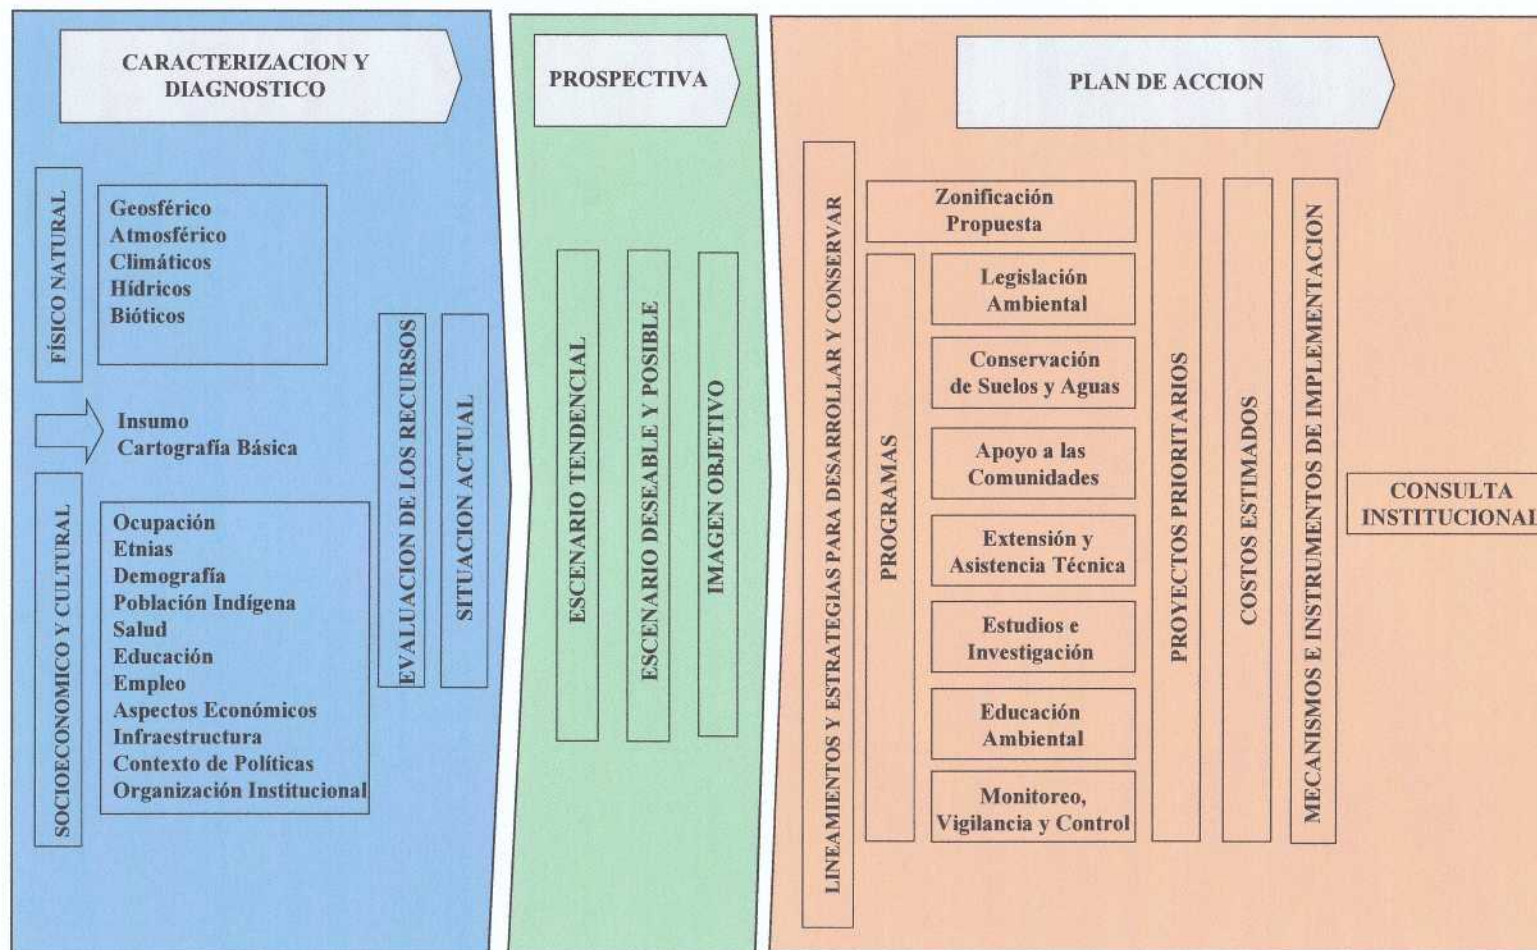 CARACTERIZACION Y
DIAGNOSTICO
FÍSICO NATURAL
Geosférico
Atmosférico
Climáticos
Hídricos
Bióticos
Insumo
Cartografía Básica
SOCIOECONOMICO Y CULTURAL
Ocupación
Etnias
Demografía
Población Indígena
Salud
Educación
Empleo
Aspectos Económicos
Infraestructura
Contexto de Políticas
Organización Institucional
EVALUACION DE LOS RECURSOS
SITUACION ACTUAL
PROSPECTIVA
ESCENARIO TENDENCIAL
ESCENARIO DESEABLE Y POSIBLE
IMAGEN OBJETIVO
PLAN DE ACCION
LINEAMIENTOS Y ESTRATEGIAS PARA DESARROLLAR Y CONSERVAR
Zonificación
Propuesta
PROGRAMAS
Legislación
Ambiental
Conservación
de Suelos y Aguas
Apoyo a las
Comunidades
Extensión y
Asistencia Técnica
Estudios e
Investigación
Educación
Ambiental
Monitoreo,
Vigilancia y Control
PROYECTOS PRIORITARIOS
COSTOS ESTIMADOS
MECANISMOS E INSTRUMENTOS DE IMPLEMENTACION
CONSULTA
INSTITUCIONAL